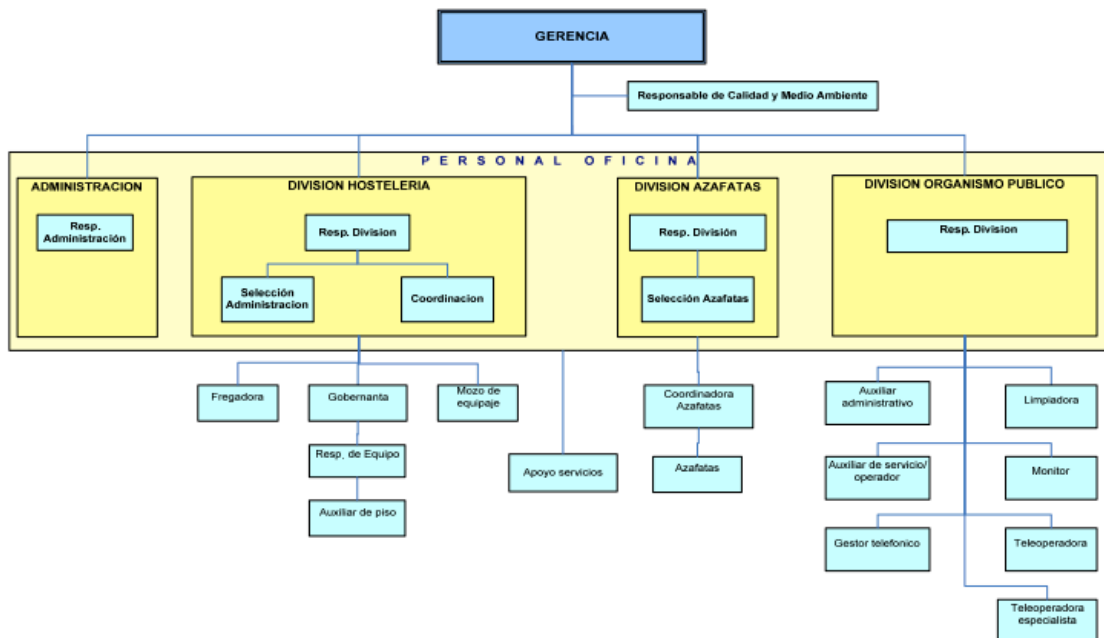 GERENCIA
Responsable de Calidad y Medio Ambiente
PERSONAL OFICINA
ADMINISTRACION
Resp.
Administración
DIVISION HOSTELERIA
Resp. Division
Selección
Administracion
Coordinacion
DIVISION AZAFATAS
Resp. División
Selección Azafatas
DIVISION ORGANISMO PUBLICO
Resp. Division
Fregadora
Gobernanta
Mozo de
equipaje
Resp. de Equipo
Auxiliar de piso
Apoyo servicios
Coordinadora
Azafatas
Azafatas
Auxiliar
administrativo
Limpiadora
Auxiliar de servicio/
operador
Monitor
Gestor telefonico
Teleoperadora
Teleoperadora
especialista